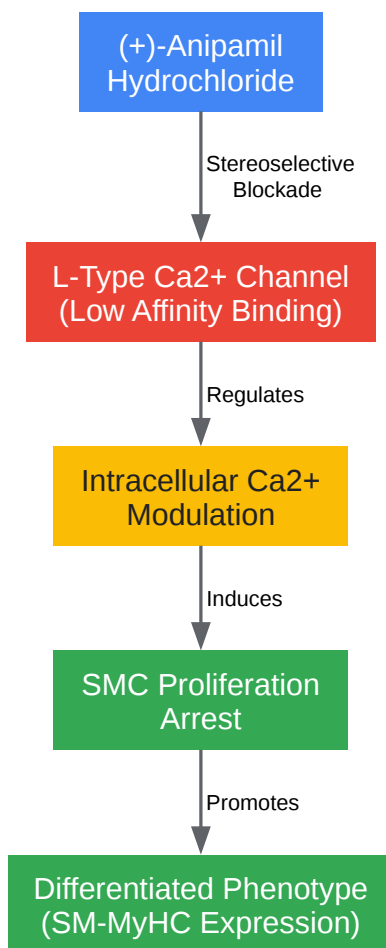 (+)-Anipamil
Hydrochloride
Stereoselective
Blockade
L-Type Ca2+ Channel
(Low Affinity Binding)
Regulates
Intracellular Ca2+
Modulation
Induces
SMC Proliferation
Arrest
Promotes
Differentiated Phenotype
(SM-MyHC Expression)